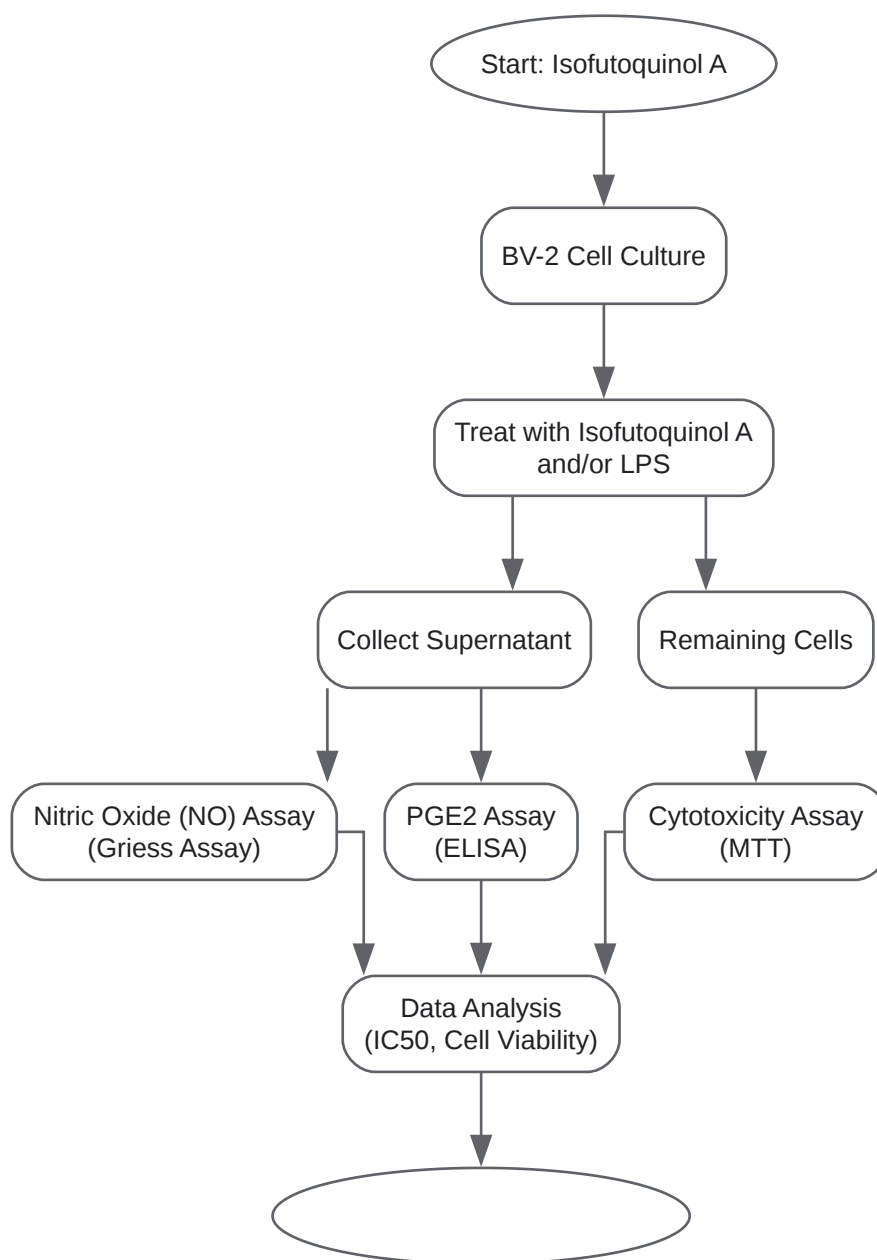 Start: Isofutoquinol A
BV-2 Cell Culture
Treat with Isofutoquinol A
and/or LPS
Collect Supernatant
Remaining Cells
Nitric Oxide (NO) Assay
(Griess Assay)
PGE2 Assay
(ELISA)
Cytotoxicity Assay
(MTT)
Data Analysis
(IC50, Cell Viability)